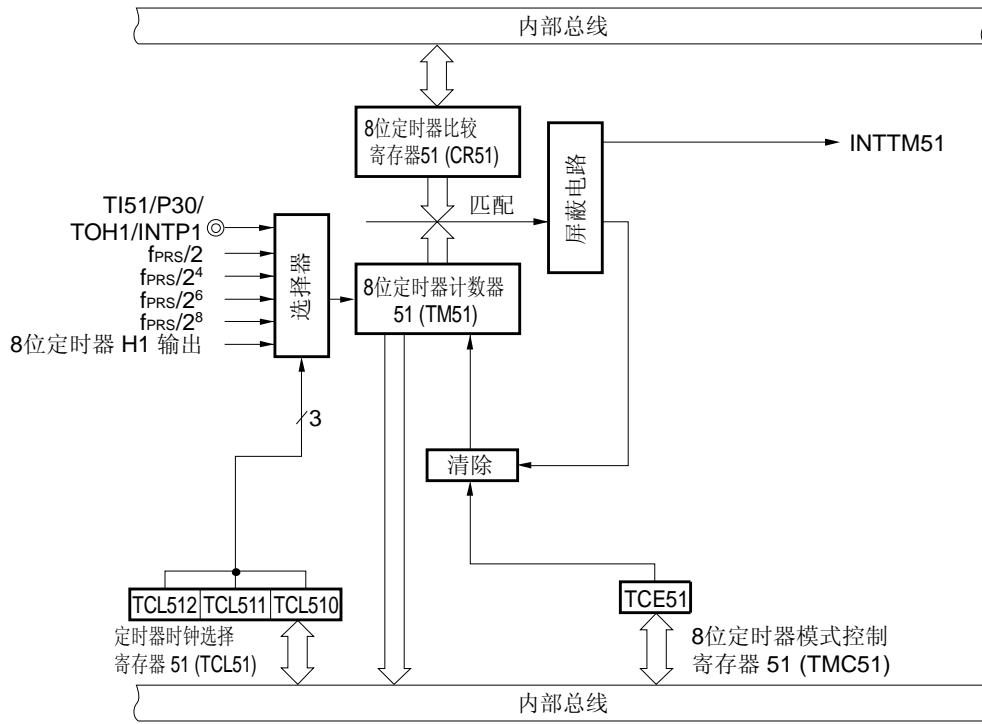 内部总线
8位定时器比较
寄存器51 (CR51)
屏蔽电路
INTTM51
匹配
TI51/P30/
TOH1/INTP1
fPRS/2
fPRS/2⁴
fPRS/2⁶
fPRS/2⁸
8位定时器 H1 输出
选择器
8位定时器计数器
51 (TM51)
3
清除
TCL512 TCL511 TCL510
定时器时钟选择
寄存器 51 (TCL51)
TCE51
8位定时器模式控制
寄存器 51 (TMC51)
内部总线